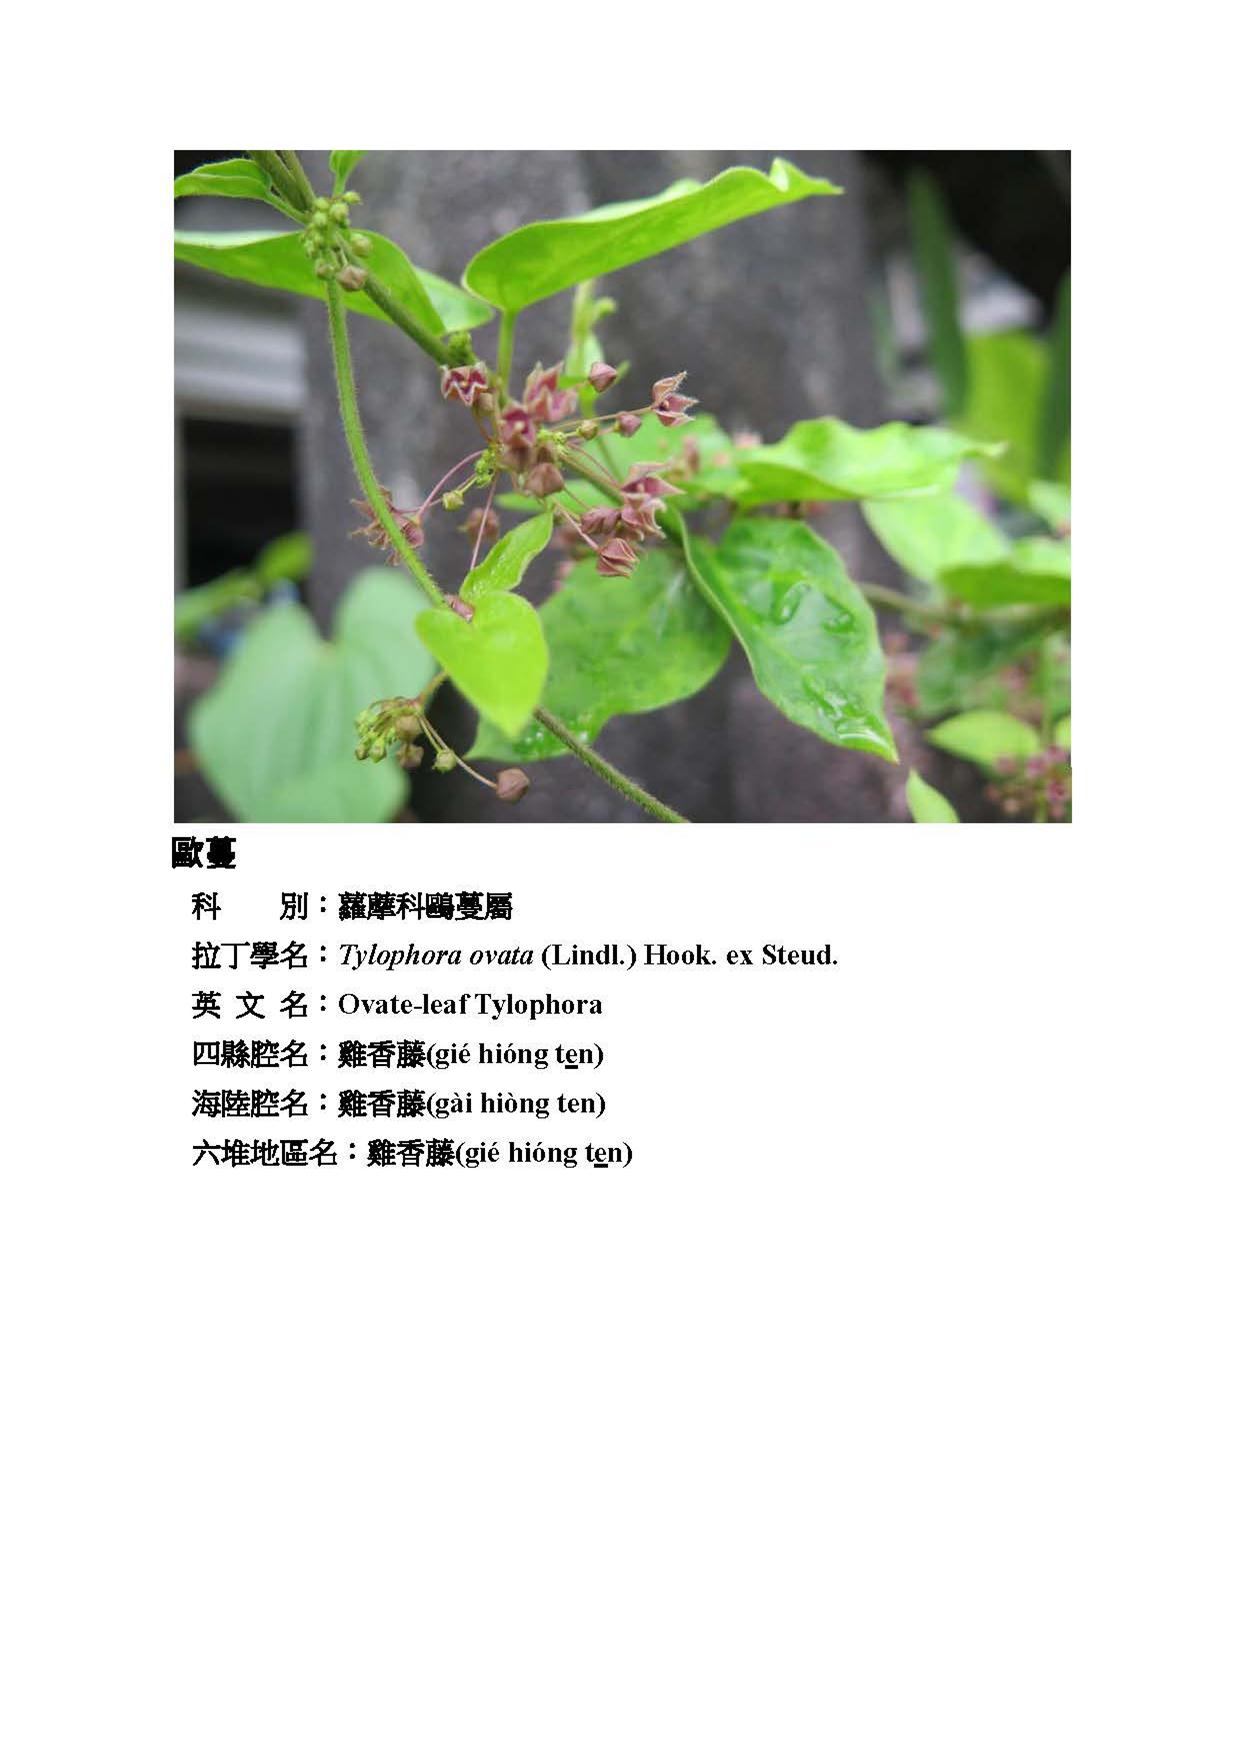 歐蔓
科　　別：蘿藦科鷗蔓屬
拉丁學名：Tylophora ovata (Lindl.) Hook. ex Steud.
英 文 名：Ovate-leaf Tylophora
四縣腔名：雞香藤(gié hióng ten)
海陸腔名：雞香藤(gài hiòng ten)
六堆地區名：雞香藤(gié hióng ten)